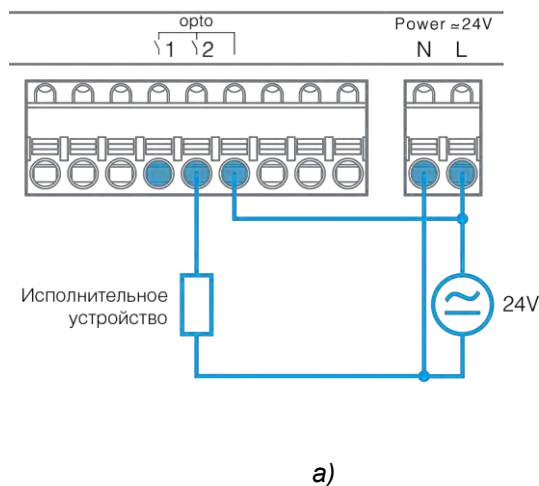 opto
1 2
Power ≃24V
N L
Исполнительное
устройство
24V
а)